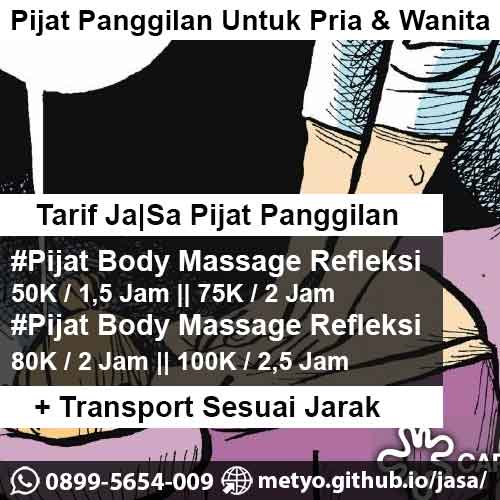 Pijat Panggilan Untuk Pria & Wanita
Tarif Ja|Sa Pijat Panggilan
#Pijat Body Massage Refleksi
50K / 1,5 Jam || 75K / 2 Jam
#Pijat Body Massage Refleksi
80K / 2 Jam || 100K / 2,5 Jam
+ Transport Sesuai Jarak
0899-5654-009 metyo.github.io/jasa/